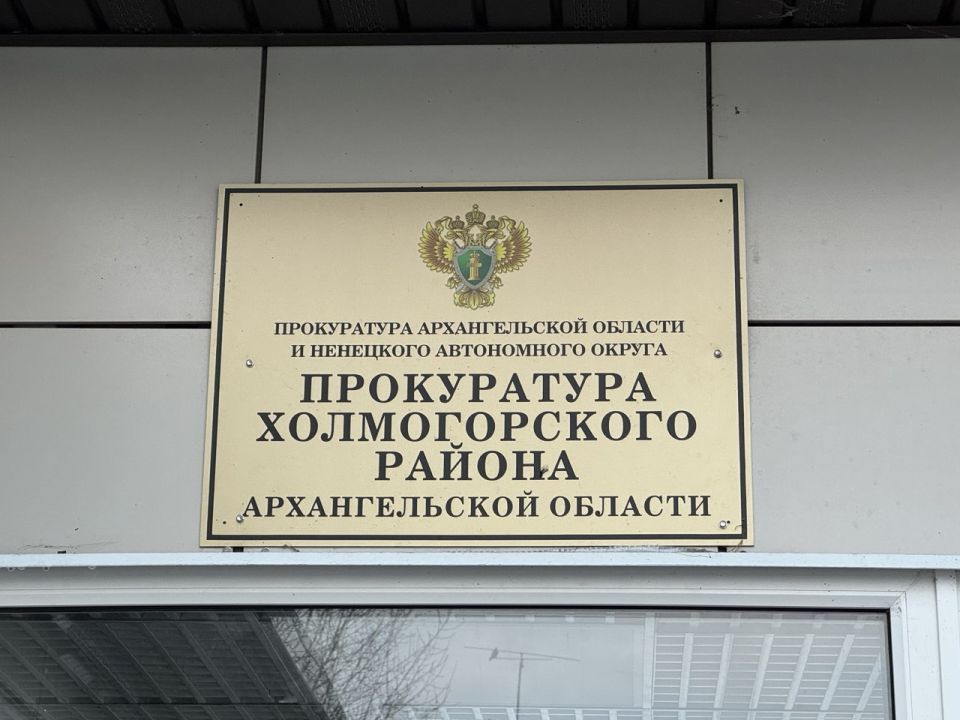 ПРОКУРАТУРА АРХАНГЕЛЬСКОЙ ОБЛАСТИ
И НЕНЕЦКОГО АВТОНОМНОГО ОКРУГА
ПРОКУРАТУРА
ХОЛМОГОРСКОГО
РАЙОНА
АРХАНГЕЛЬСКОЙ ОБЛАСТИ